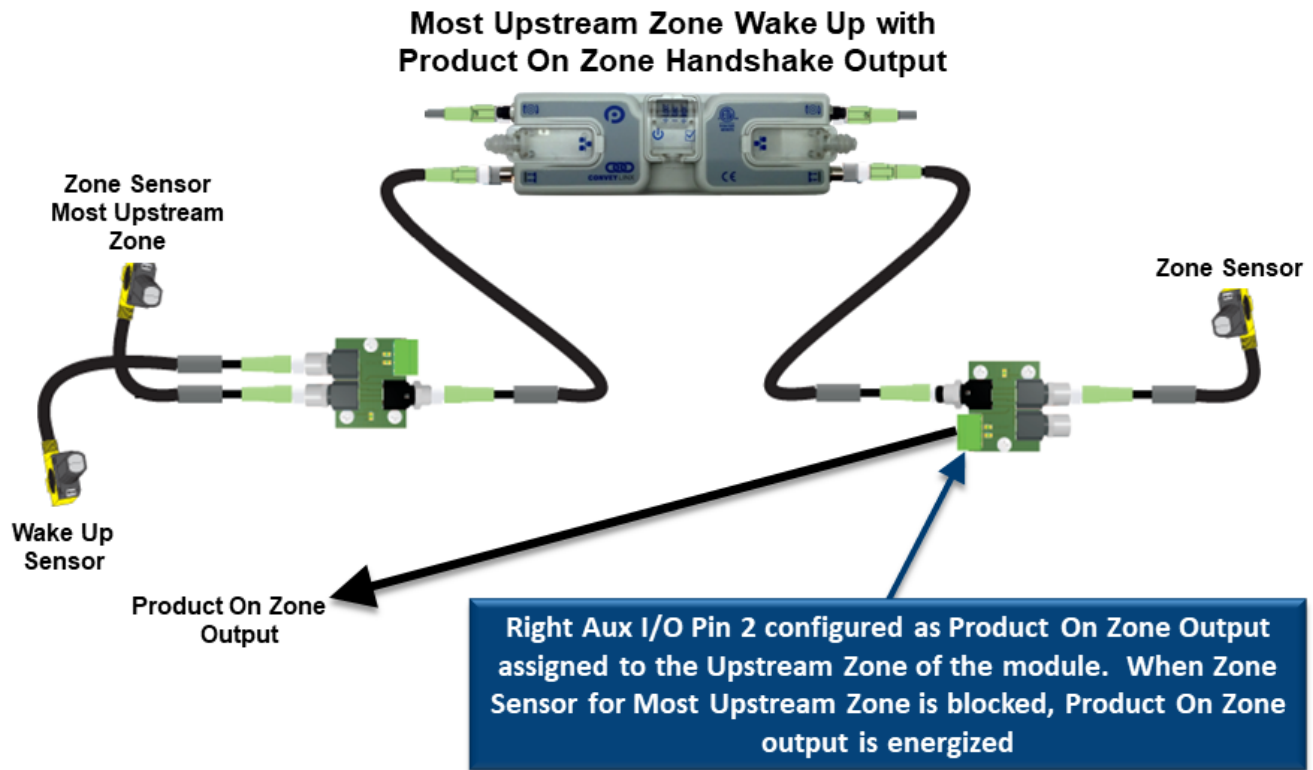 Most Upstream Zone Wake Up with
Product On Zone Handshake Output
CONVEYLINX
CE
Zone Sensor
Most Upstream
Zone
Zone Sensor
Wake Up
Sensor
Product On Zone
Output
Right Aux I/O Pin 2 configured as Product On Zone Output
assigned to the Upstream Zone of the module. When Zone
Sensor for Most Upstream Zone is blocked, Product On Zone
output is energized